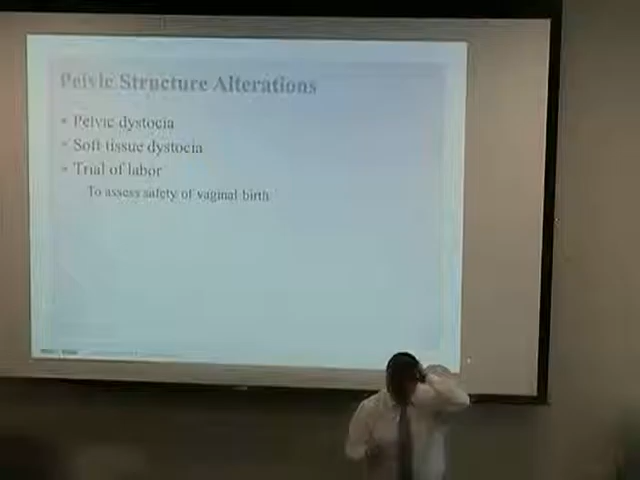 Pelvic Structure Alterations
Pelvic dystocia
Soft tissue dystocia
Trial of labor
To assess safety of vaginal birth